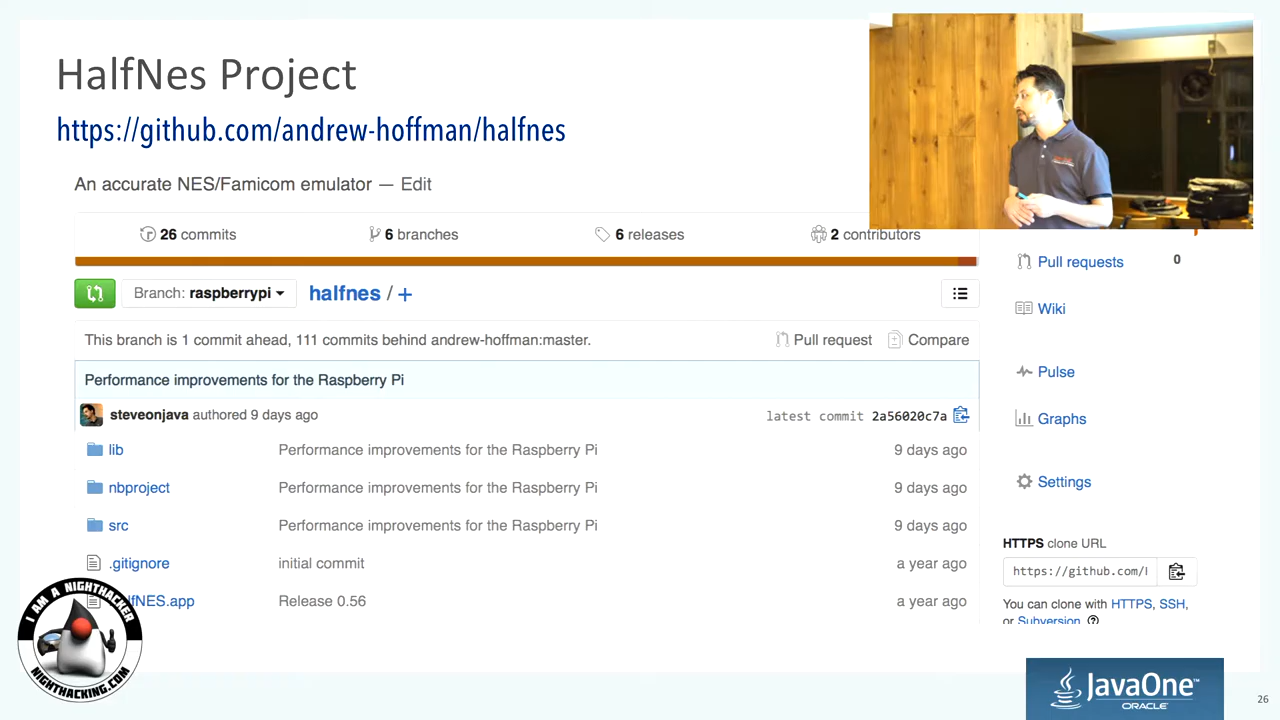 HalfNes Project
https://github.com/andrew-hoffman/halfnes
An accurate NES/Famicom emulator — Edit
26 commits
6 branches
6 releases
2 contributors
Branch: raspberrypi
halfnes / +
This branch is 1 commit ahead, 111 commits behind andrew-hoffman:master.
Pull request
Compare
Performance improvements for the Raspberry Pi
steveonjava authored 9 days ago
latest commit 2a56020c7a
lib Performance improvements for the Raspberry Pi 9 days ago
nbproject Performance improvements for the Raspberry Pi 9 days ago
src Performance improvements for the Raspberry Pi 9 days ago
.gitignore initial commit a year ago
lfNES.app Release 0.56 a year ago
Pull requests 0
Wiki
Pulse
Graphs
Settings
HTTPS clone URL
https://github.com/
You can clone with HTTPS, SSH,
or Subversion.
I AM A NIGHTHACKER
NIGHTHACKING.COM
JavaOne™
ORACLE
26